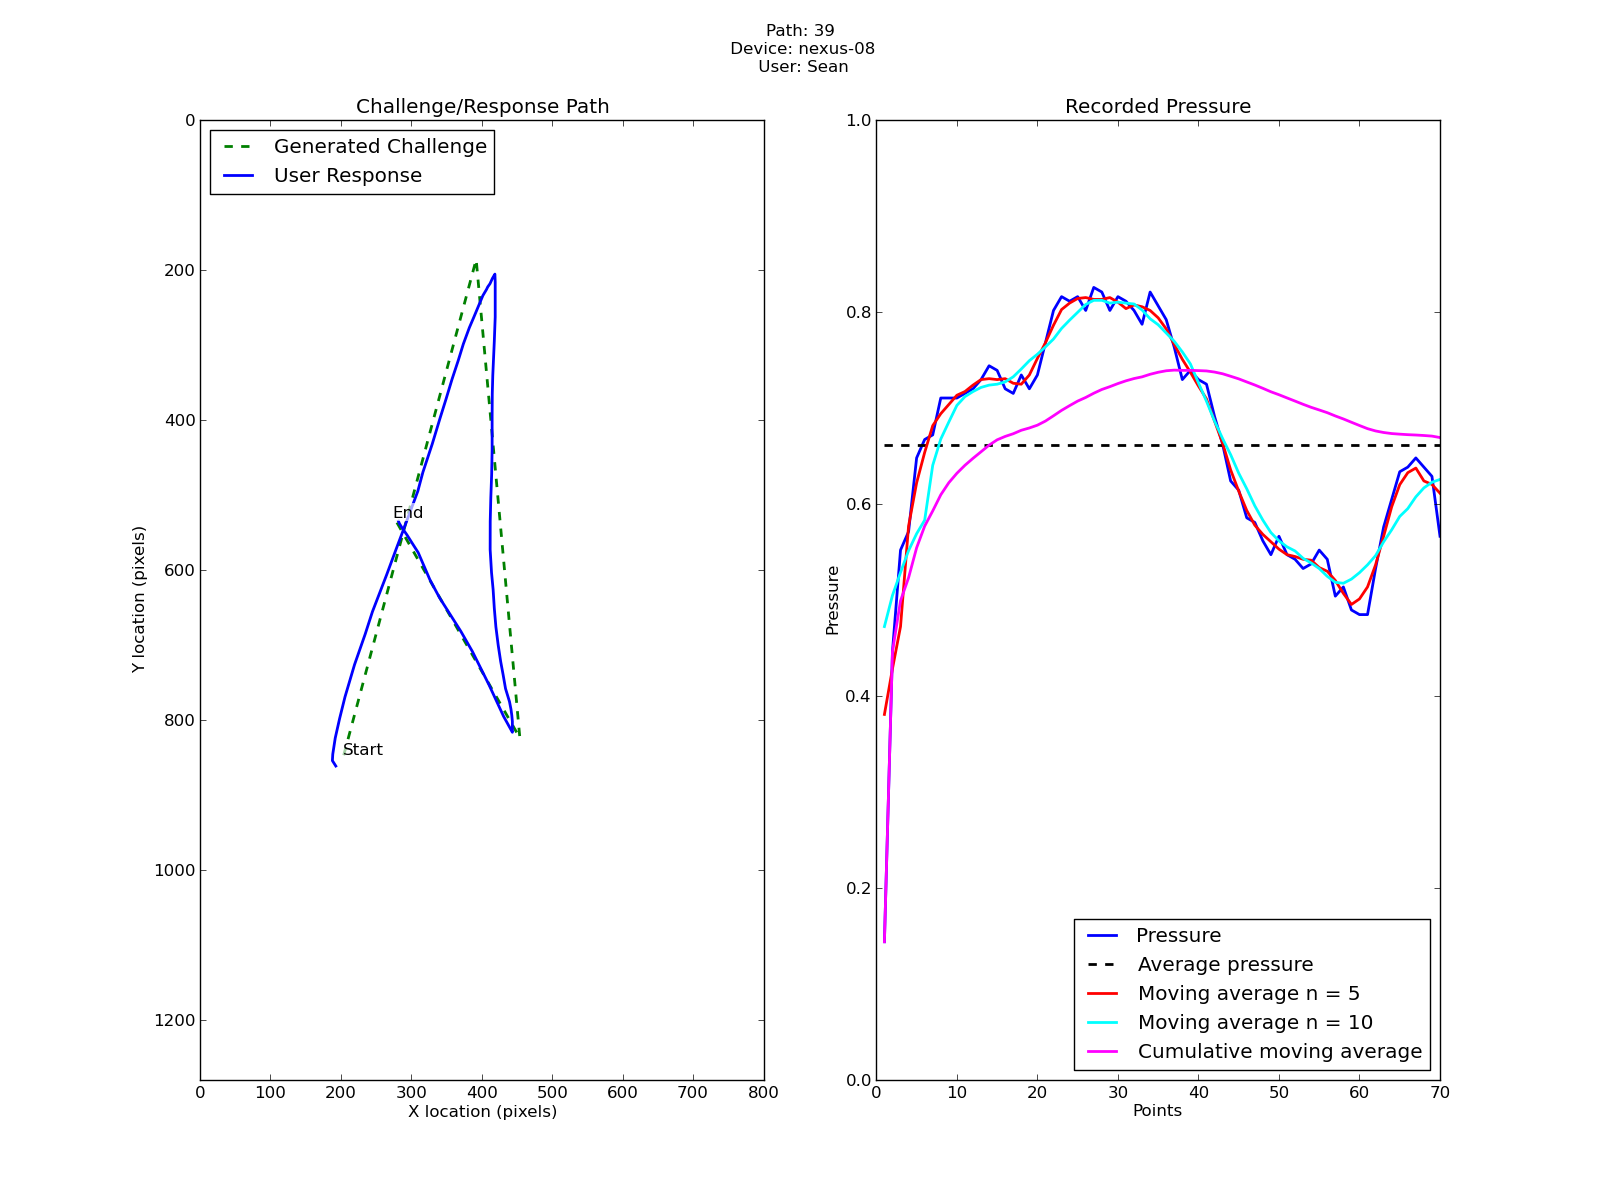 Path: 39
Device: nexus-08
User: Sean
Challenge/Response Path
Generated Challenge
User Response
0
200
400
600
800
1000
1200
Y location (pixels)
End
Start
0 100 200 300 400 500 600 700 800
X location (pixels)
Recorded Pressure
1.0
0.8
0.6
0.4
0.2
0.0
Pressure
Pressure
Average pressure
Moving average n = 5
Moving average n = 10
Cumulative moving average
0 10 20 30 40 50 60 70
Points